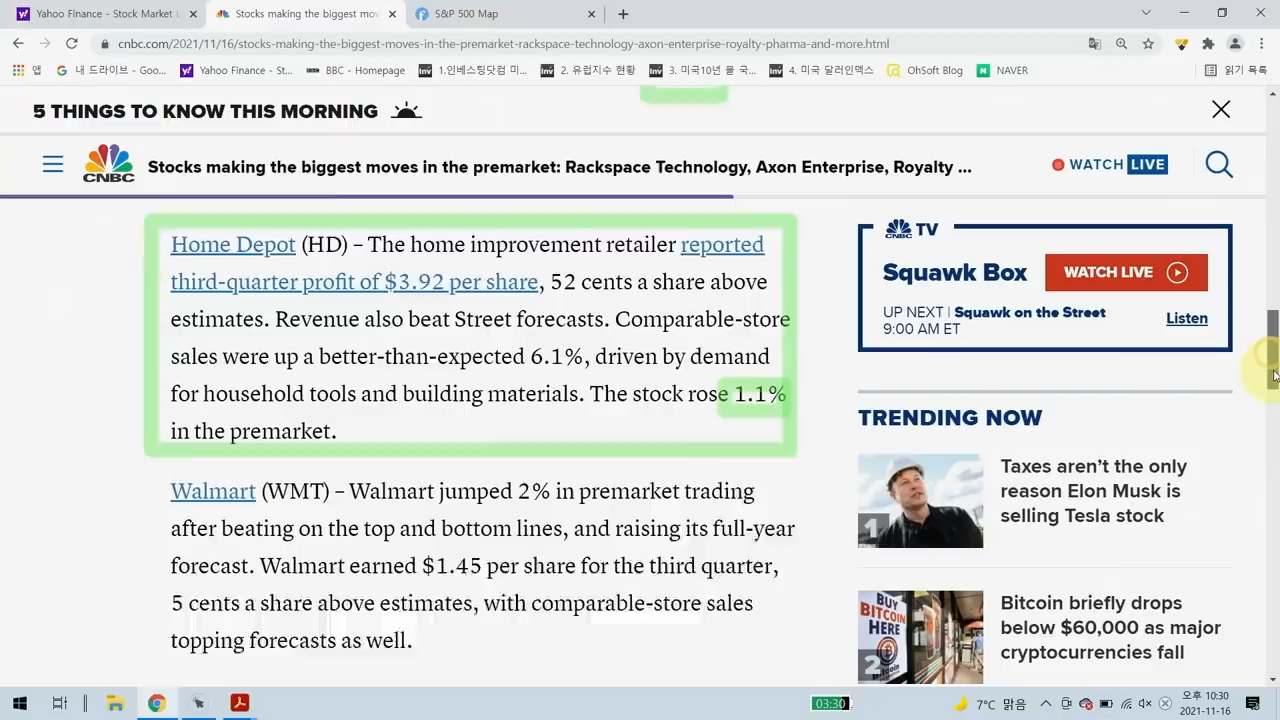 Yahoo Finance - Stock Market L
Stocks making the biggest mov
S&P 500 Map
cnbc.com/2021/11/16/stocks-making-the-biggest-moves-in-the-premarket-rackspace-technology-axon-enterprise-royalty-pharma-and-more.html
앱
내 드라이브 - Goo...
Yahoo Finance - St...
BBC - Homepage
1.인베스팅닷컴 미...
2. 유럽지수 현황
3. 미국10년 물 국...
4. 미국 달러인덱스
OhSoft Blog
NAVER
읽기 목록
5 THINGS TO KNOW THIS MORNING
CNBC
Stocks making the biggest moves in the premarket: Rackspace Technology, Axon Enterprise, Royalty ...
WATCH LIVE
Home Depot (HD) – The home improvement retailer reported
third-quarter profit of $3.92 per share, 52 cents a share above
estimates. Revenue also beat Street forecasts. Comparable-store
sales were up a better-than-expected 6.1%, driven by demand
for household tools and building materials. The stock rose 1.1%
in the premarket.
Walmart (WMT) – Walmart jumped 2% in premarket trading
after beating on the top and bottom lines, and raising its full-year
forecast. Walmart earned $1.45 per share for the third quarter,
5 cents a share above estimates, with comparable-store sales
topping forecasts as well.
CNBC TV
Squawk Box
WATCH LIVE
UP NEXT | Squawk on the Street
9:00 AM ET
Listen
TRENDING NOW
1
Taxes aren't the only
reason Elon Musk is
selling Tesla stock
BUY
BITCOIN
HERE
Bitcoin
2
Bitcoin briefly drops
below $60,000 as major
cryptocurrencies fall
03:30
7°C 맑음
오후 10:30
2021-11-16